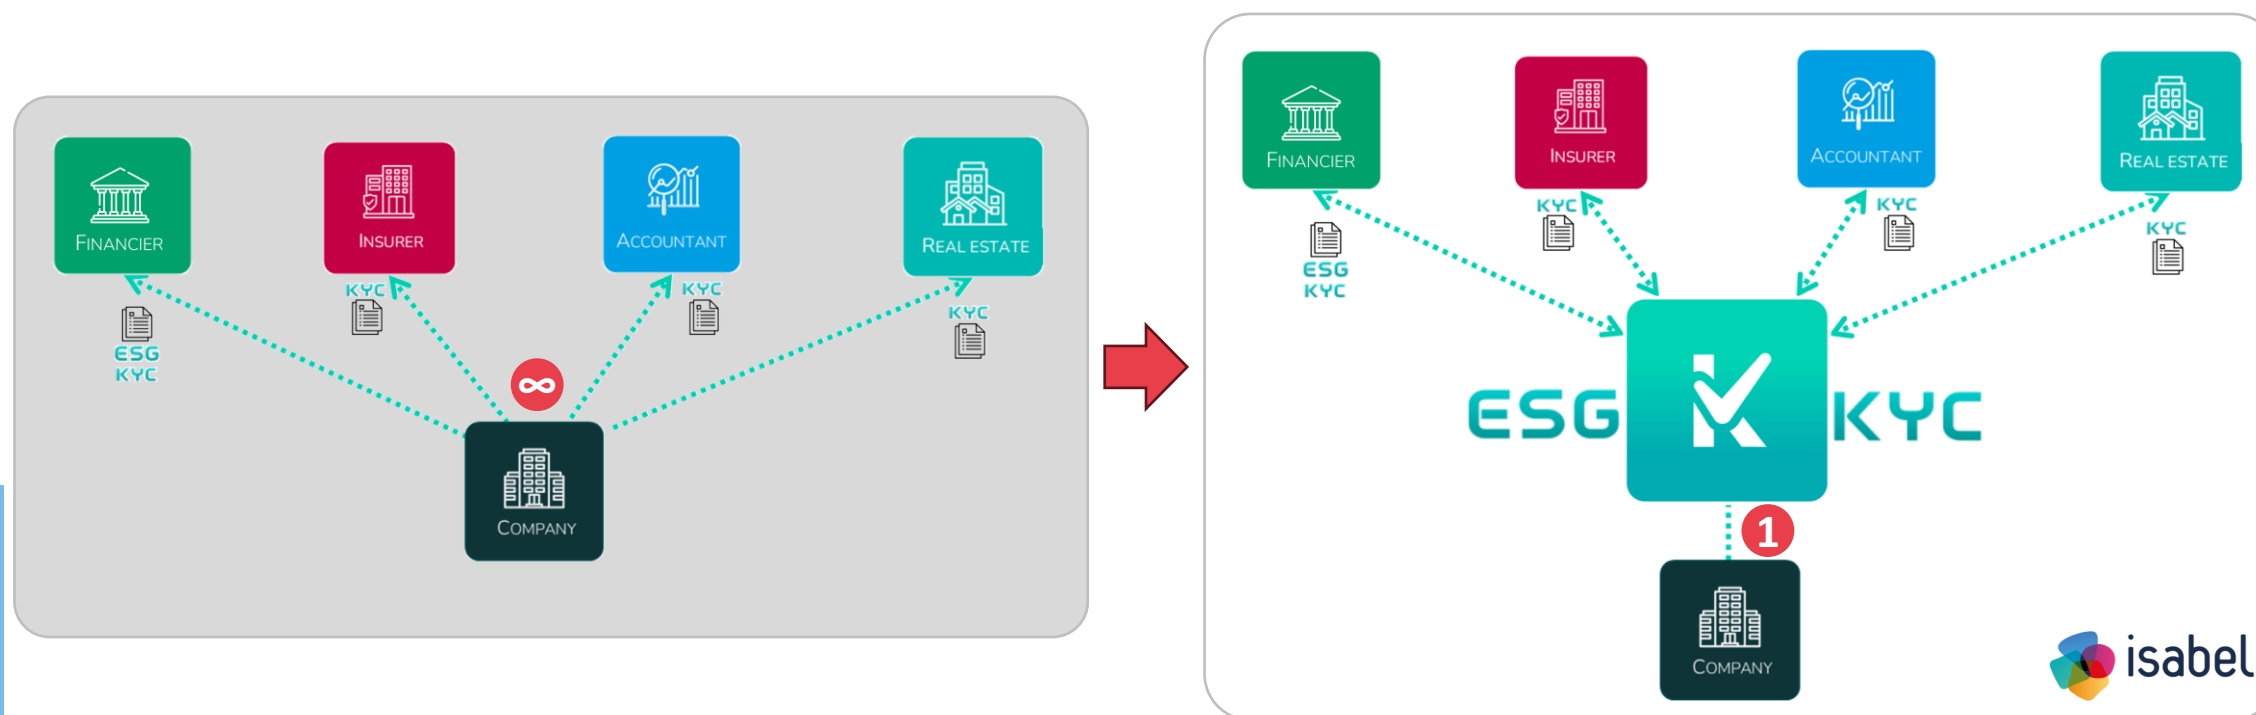 FINANCIER
INSURER
ACCOUNTANT
REAL ESTATE
ESG
KYC
KYC
KYC
KYC
∞
COMPANY
FINANCIER
INSURER
ACCOUNTANT
REAL ESTATE
ESG
KYC
KYC
KYC
KYC
ESG K KYC
1
COMPANY
isabel